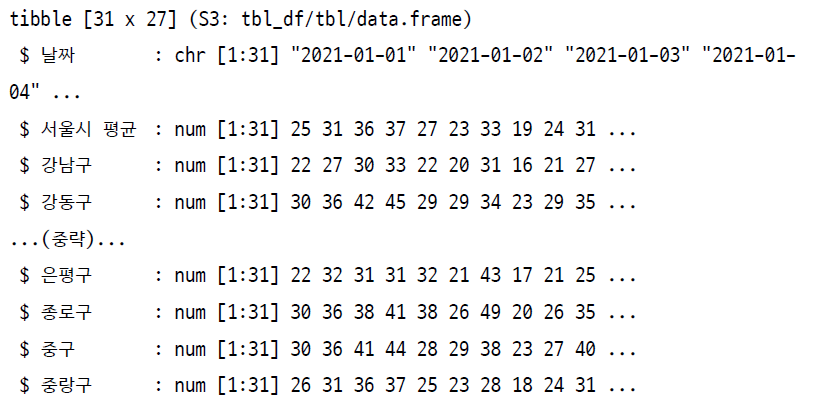 tibble [31 x 27] (S3: tbl_df/tbl/data.frame)
$ 날짜 : chr [1:31] "2021-01-01" "2021-01-02" "2021-01-03" "2021-01-
04" ...
$ 서울시 평균 : num [1:31] 25 31 36 37 27 23 33 19 24 31 ...
$ 강남구 : num [1:31] 22 27 30 33 22 20 31 16 21 27 ...
$ 강동구 : num [1:31] 30 36 42 45 29 29 34 23 29 35 ...
...(중략)...
$ 은평구 : num [1:31] 22 32 31 31 32 21 43 17 21 25 ...
$ 종로구 : num [1:31] 30 36 38 41 38 26 49 20 26 35 ...
$ 중구 : num [1:31] 30 36 41 44 28 29 38 23 27 40 ...
$ 중랑구 : num [1:31] 26 31 36 37 25 23 28 18 24 31 ...